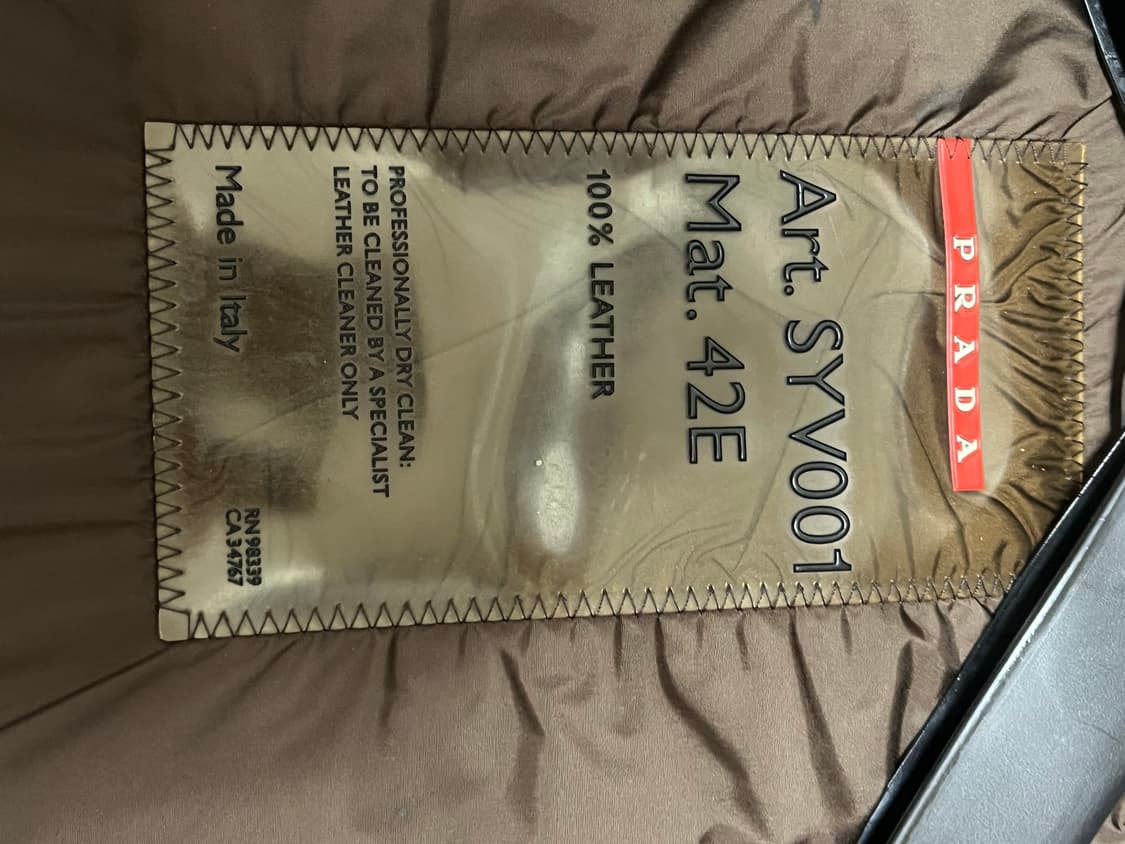 PRADA
Art. SYV001
Mat. 42E
100% LEATHER
PROFESSIONALLY DRY CLEAN:
TO BE CLEANED BY A SPECIALIST
LEATHER CLEANER ONLY
Made in Italy
RN 98339
CA 34767